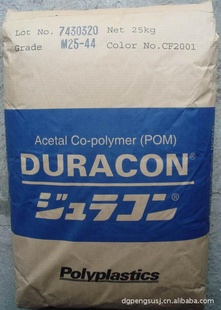 Lot No. 7430320 Net 25kg
Grade M25-44 Color No.CF2001
Acetal Co-polymer (POM)
DURACON®
ジュラコン®
Polyplastics
dgpengsusj.cn.alibaba.com